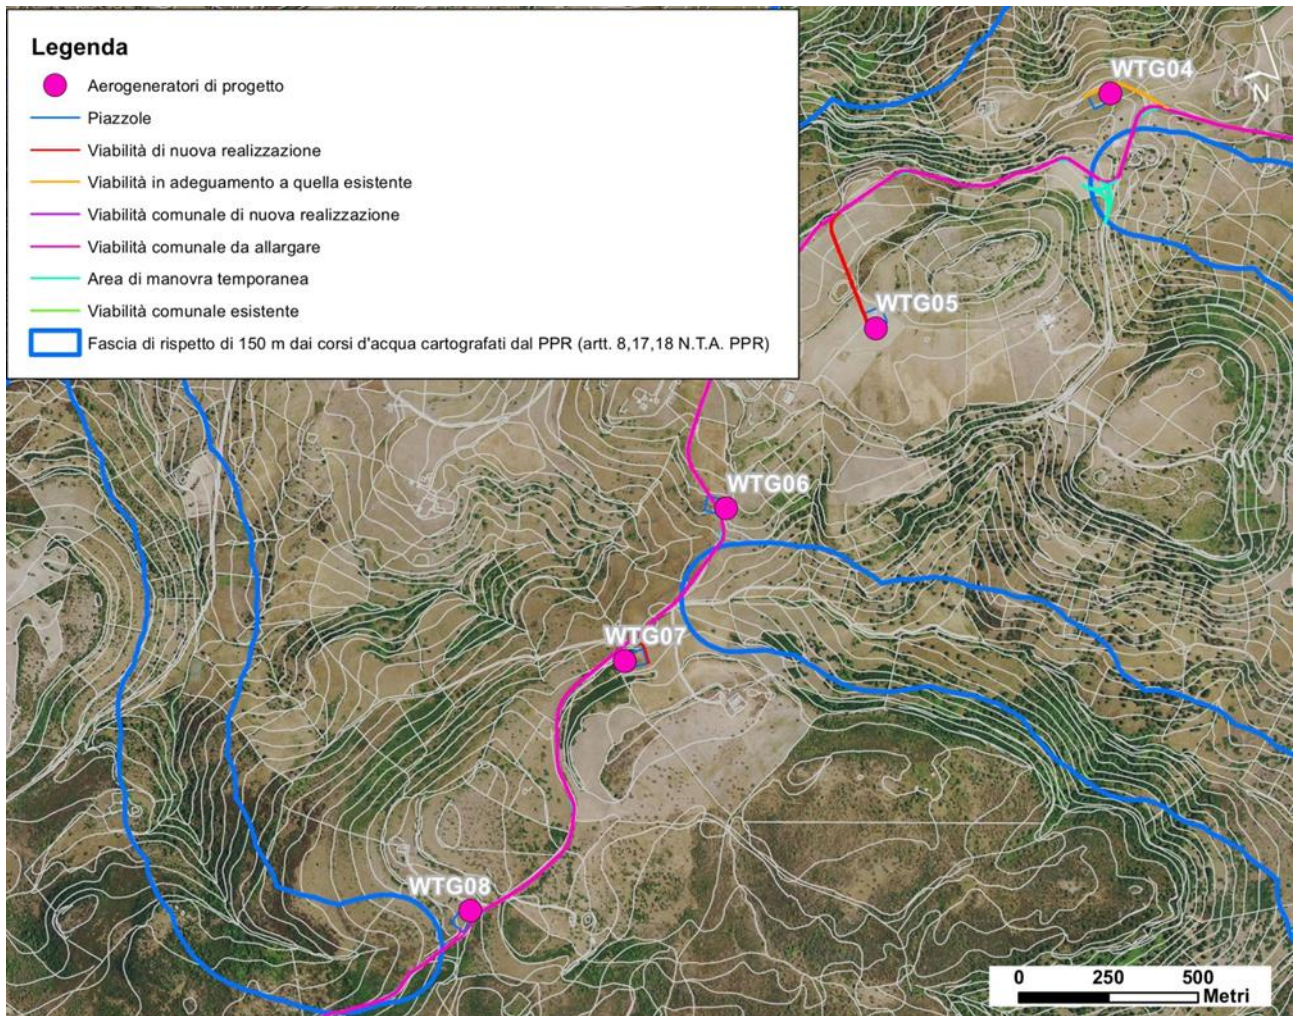 Legenda
Aerogeneratori di progetto
Piazzole
Viabilità di nuova realizzazione
Viabilità in adeguamento a quella esistente
Viabilità comunale di nuova realizzazione
Viabilità comunale da allargare
Area di manovra temporanea
Viabilità comunale esistente
Fascia di rispetto di 150 m dai corsi d'acqua cartografati dal PPR (artt. 8,17,18 N.T.A. PPR)
WTG04
N
WTG05
WTG06
WTG07
WTG08
0 250 500
Metri